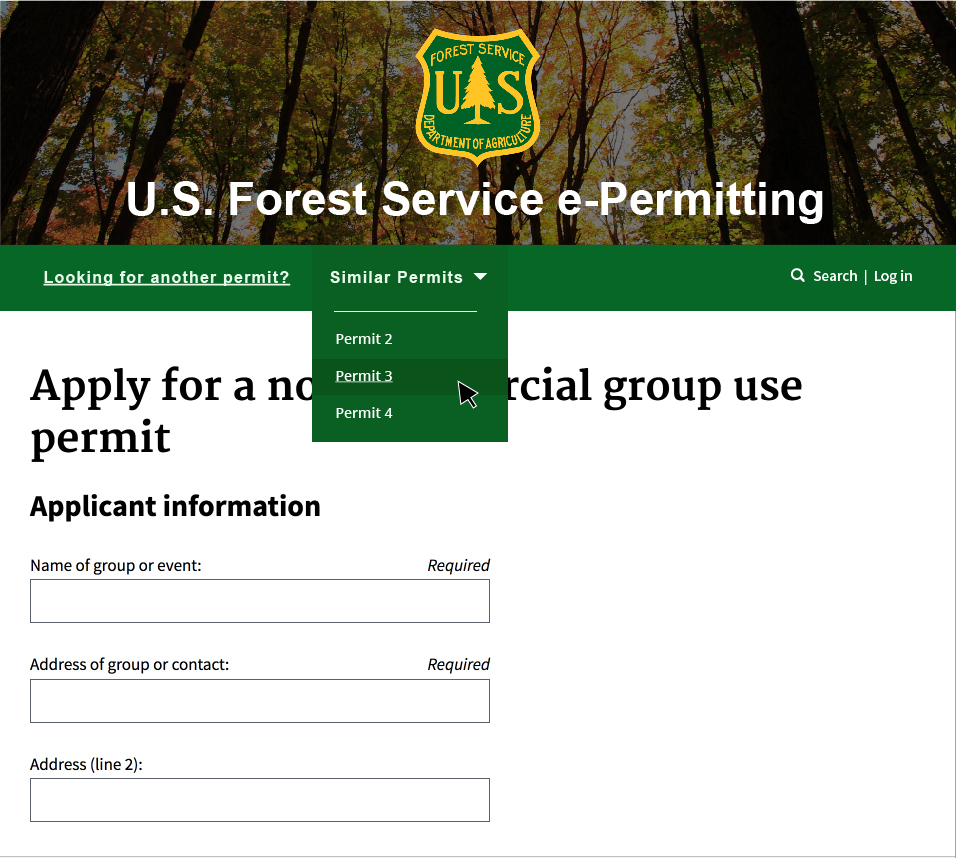 FOREST SERVICE
U S
DEPARTMENT OF AGRICULTURE
U.S. Forest Service e-Permitting
Looking for another permit?
Similar Permits
Search | Log in
Permit 2
Permit 3
Permit 4
Apply for a no rcial group use
permit
Applicant information
Name of group or event: Required
Address of group or contact: Required
Address (line 2):